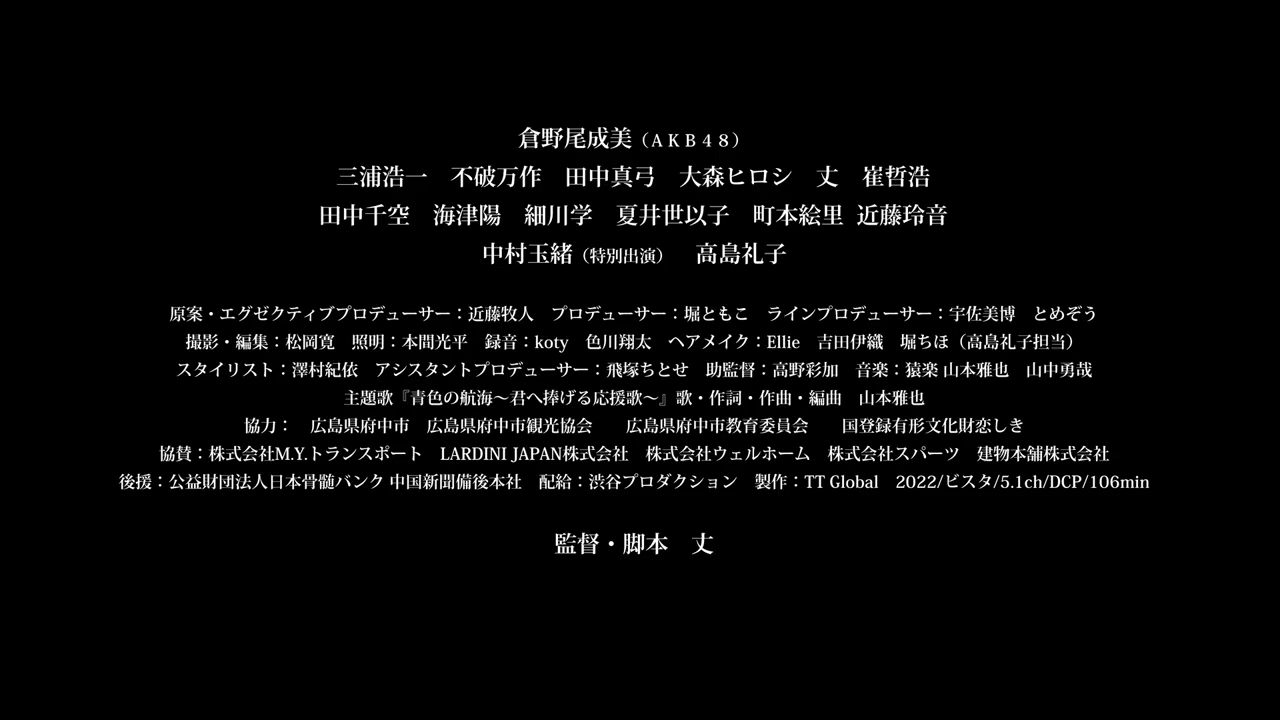 倉野尾成美（ＡＫＢ４８）
三浦浩一　不破万作　田中真弓　大森ヒロシ　丈　崔哲浩
田中千空　海津陽　細川学　夏井世以子　町本絵里 近藤玲音
中村玉緒（特別出演）　高島礼子
原案・エグゼクティブプロデューサー：近藤牧人　プロデューサー：堀ともこ　ラインプロデューサー：宇佐美博　とめぞう
撮影・編集：松岡寛　照明：本間光平　録音：koty　色川翔太　ヘアメイク：Ellie　吉田伊織　堀ちほ（高島礼子担当）
スタイリスト：澤村紀依　アシスタントプロデューサー：飛塚ちとせ　助監督：高野彩加　音楽：猿楽 山本雅也　山中勇哉
主題歌『青色の航海〜君へ捧げる応援歌〜』歌・作詞・作曲・編曲　山本雅也
協力：　広島県府中市　広島県府中市観光協会　　広島県府中市教育委員会　　国登録有形文化財恋しき
協賛：株式会社M.Y.トランスポート　LARDINI JAPAN株式会社　株式会社ウェルホーム　株式会社スパーツ　建物本舗株式会社
後援：公益財団法人日本骨髄バンク 中国新聞備後本社　配給：渋谷プロダクション　製作：TT Global　2022/ビスタ/5.1ch/DCP/106min
監督・脚本　丈